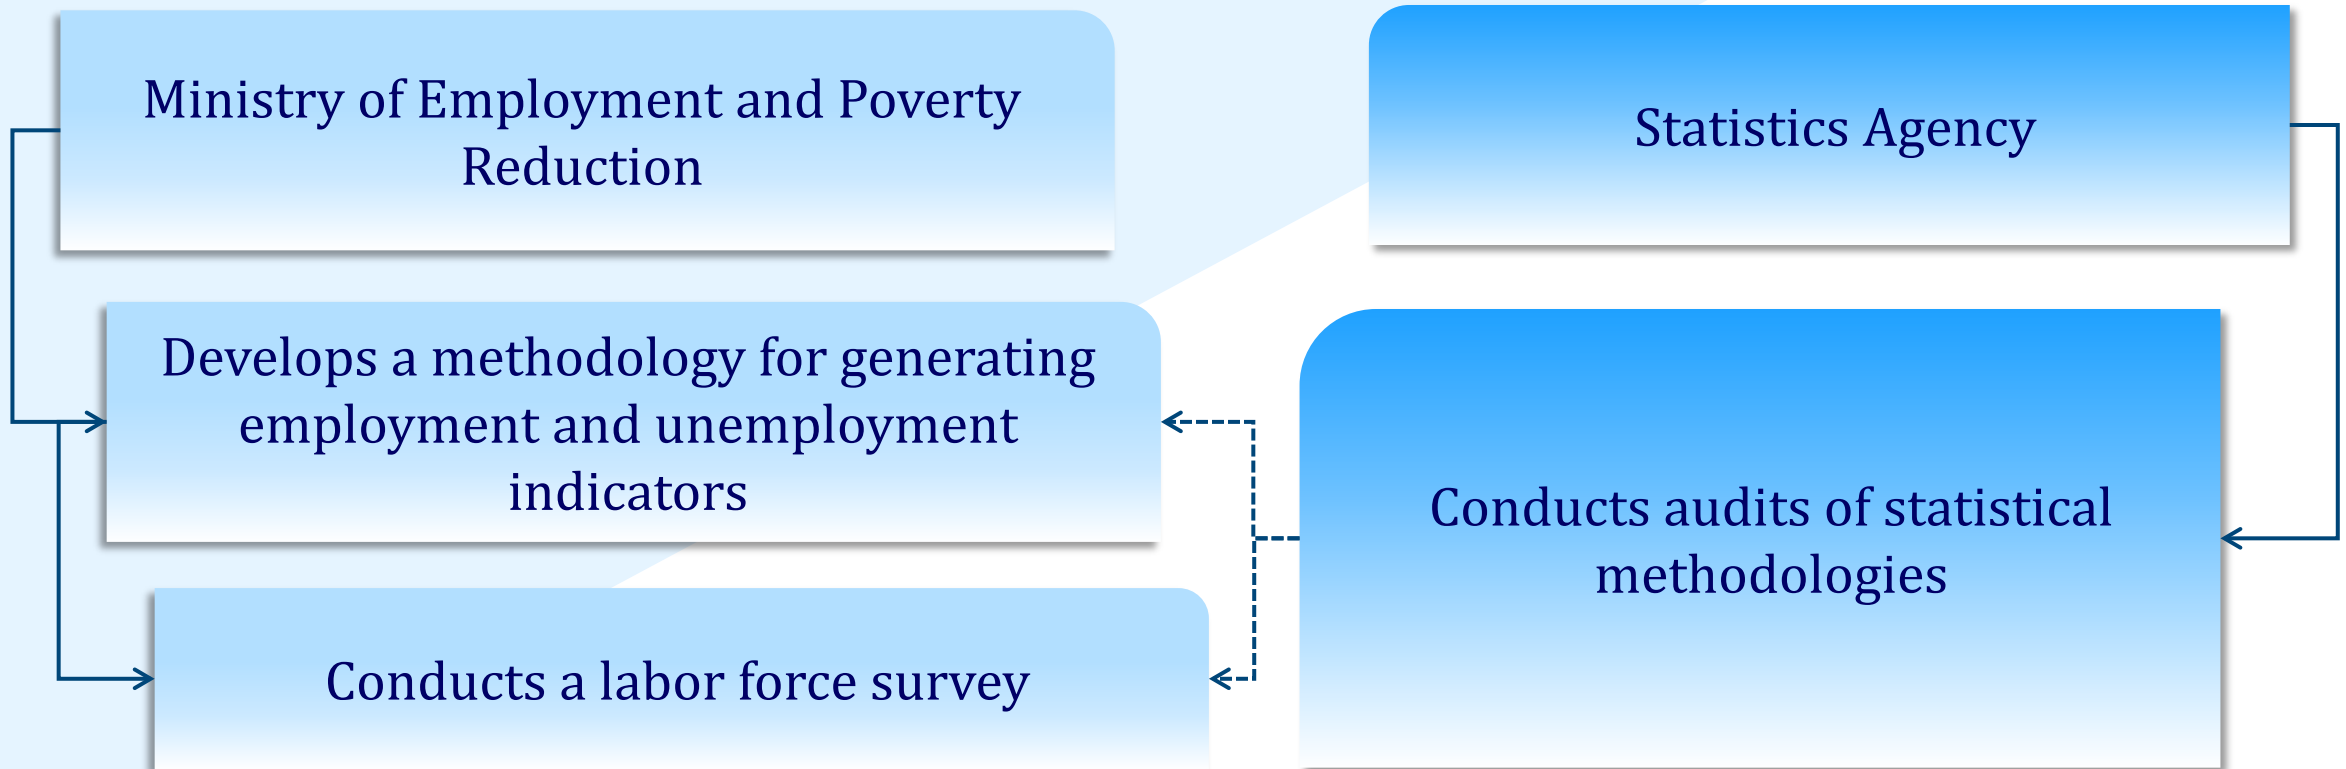 Ministry of Employment and Poverty
Reduction
Statistics Agency
Develops a methodology for generating
employment and unemployment
indicators
Conducts audits of statistical
methodologies
Conducts a labor force survey